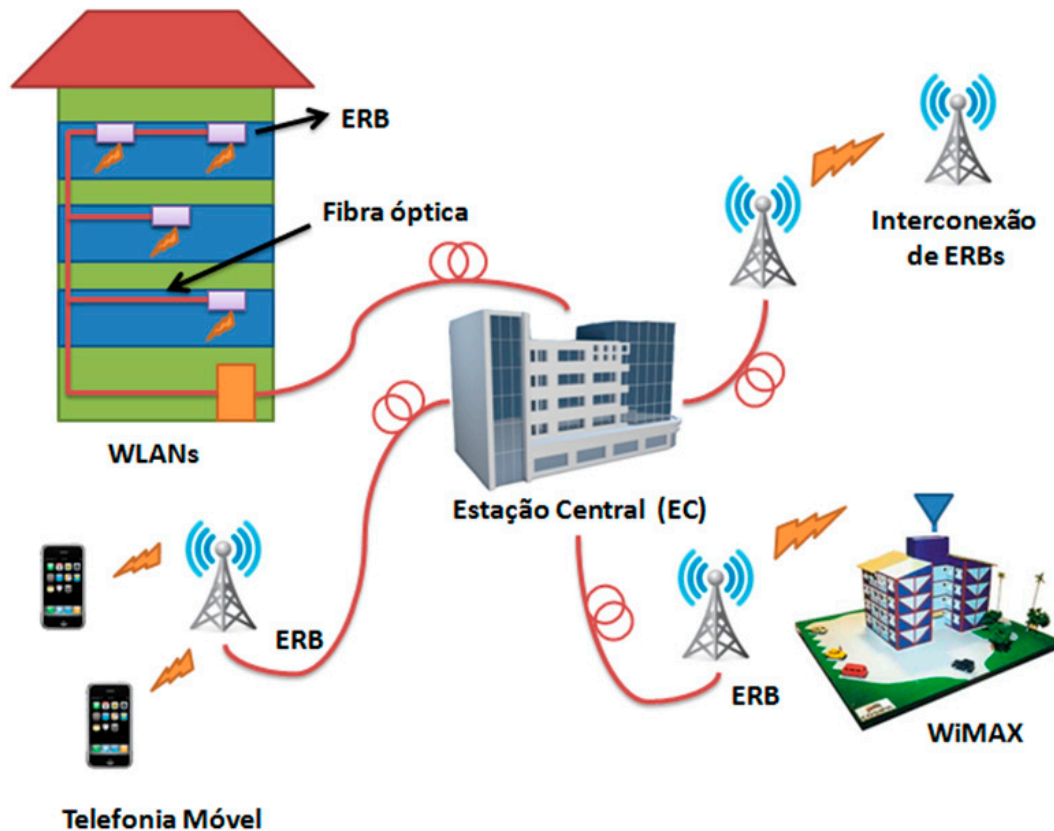 ERB
Fibra óptica
WLANs
Interconexão
de ERBs
Estação Central (EC)
ERB
Telefonia Móvel
ERB
WiMAX